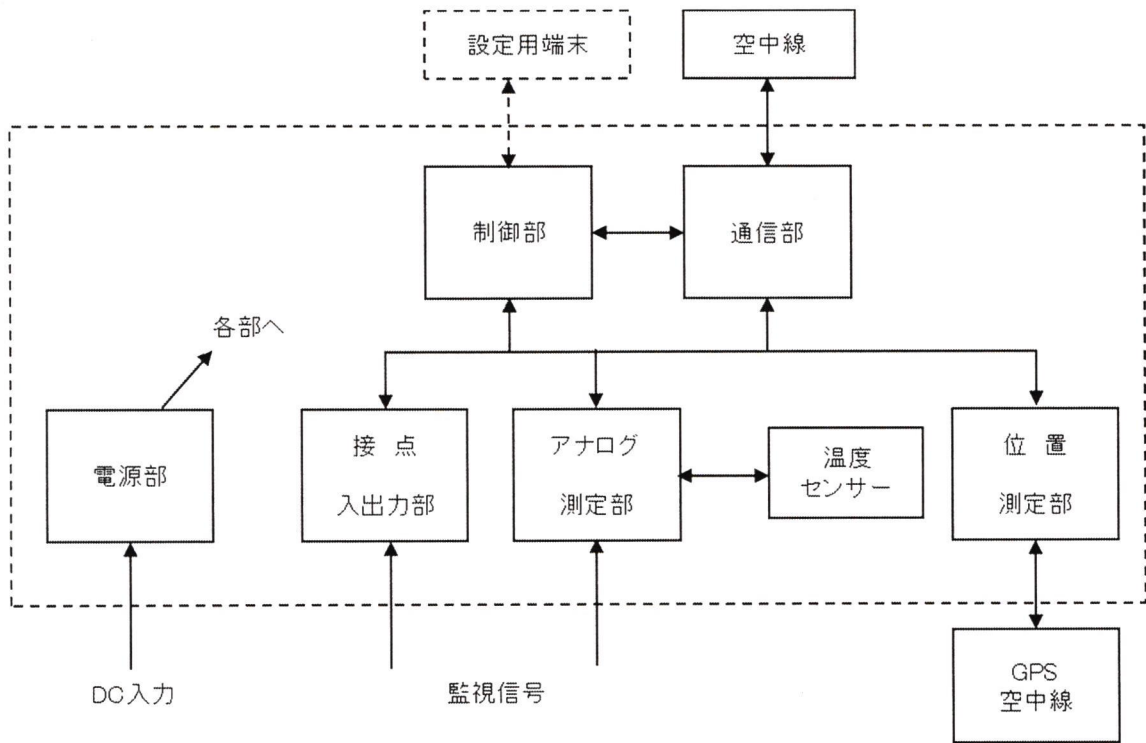 設定用端末
空中線
制御部
通信部
各部へ
電源部
接 点
入出力部
アナログ
測定部
温度
センサー
位 置
測定部
DC入力
監視信号
GPS
空中線